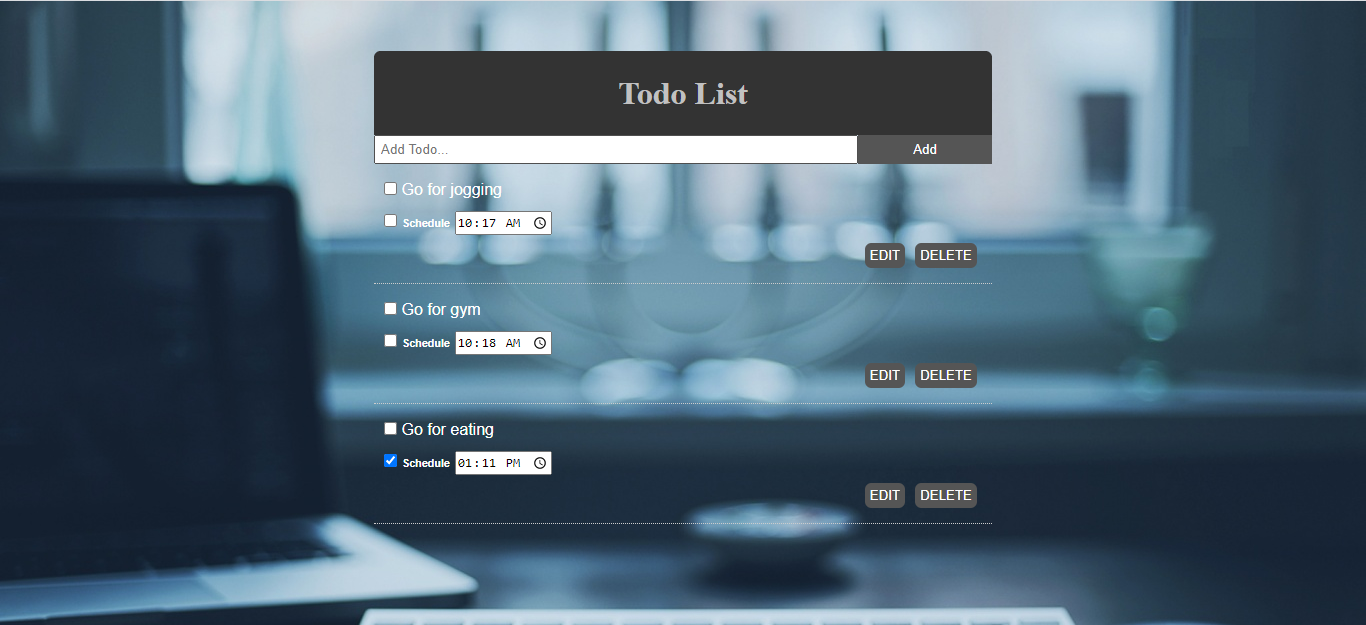 Todo List
Add Todo... Add
Go for jogging
Schedule 10:17 AM
EDIT DELETE
Go for gym
Schedule 10:18 AM
EDIT DELETE
Go for eating
Schedule 01:11 PM
EDIT DELETE